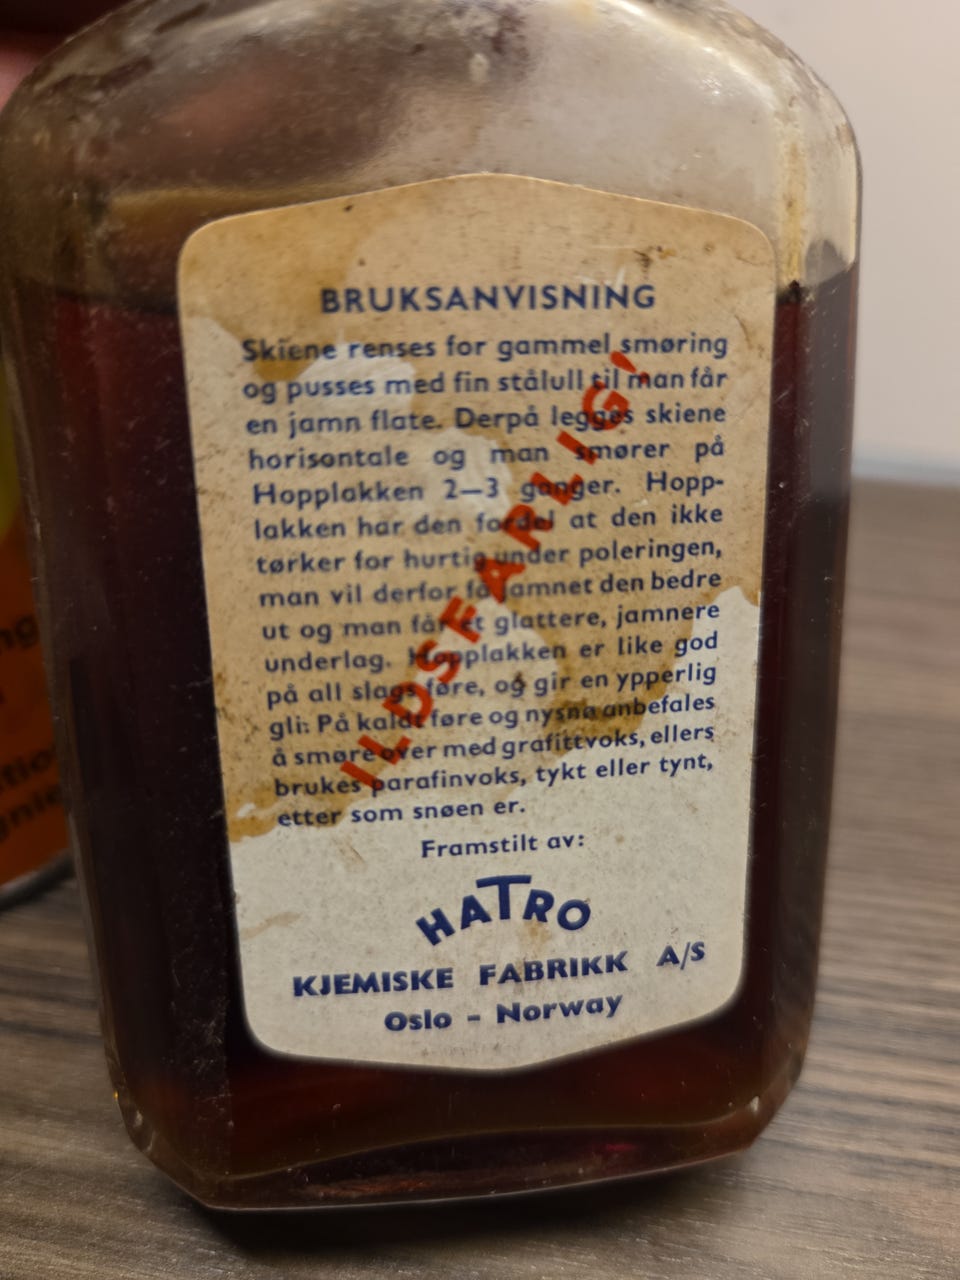 BRUKSANVISNING
Skiene renses for gammel smøring
og pusses med fin stålull til man får
en jamn flate. Derpå legges skiene
horisontale og man smører på
Hopplakken 2—3 ganger. Hopp-
lakken har den fordel at den ikke
tørker for hurtig under poleringen,
man vil derfor få jamnet den bedre
ut og man får et glattere, jamnere
underlag. Hopplakken er like god
på all slags føre, og gir en ypperlig
gli: På kaldt føre og nysnø anbefales
å smøre over med grafittvoks, ellers
brukes parafinvoks, tykt eller tynt,
etter som snøen er.
ILDSFARLIG!
Framstilt av:
HATRO
KJEMISKE FABRIKK A/S
Oslo - Norway